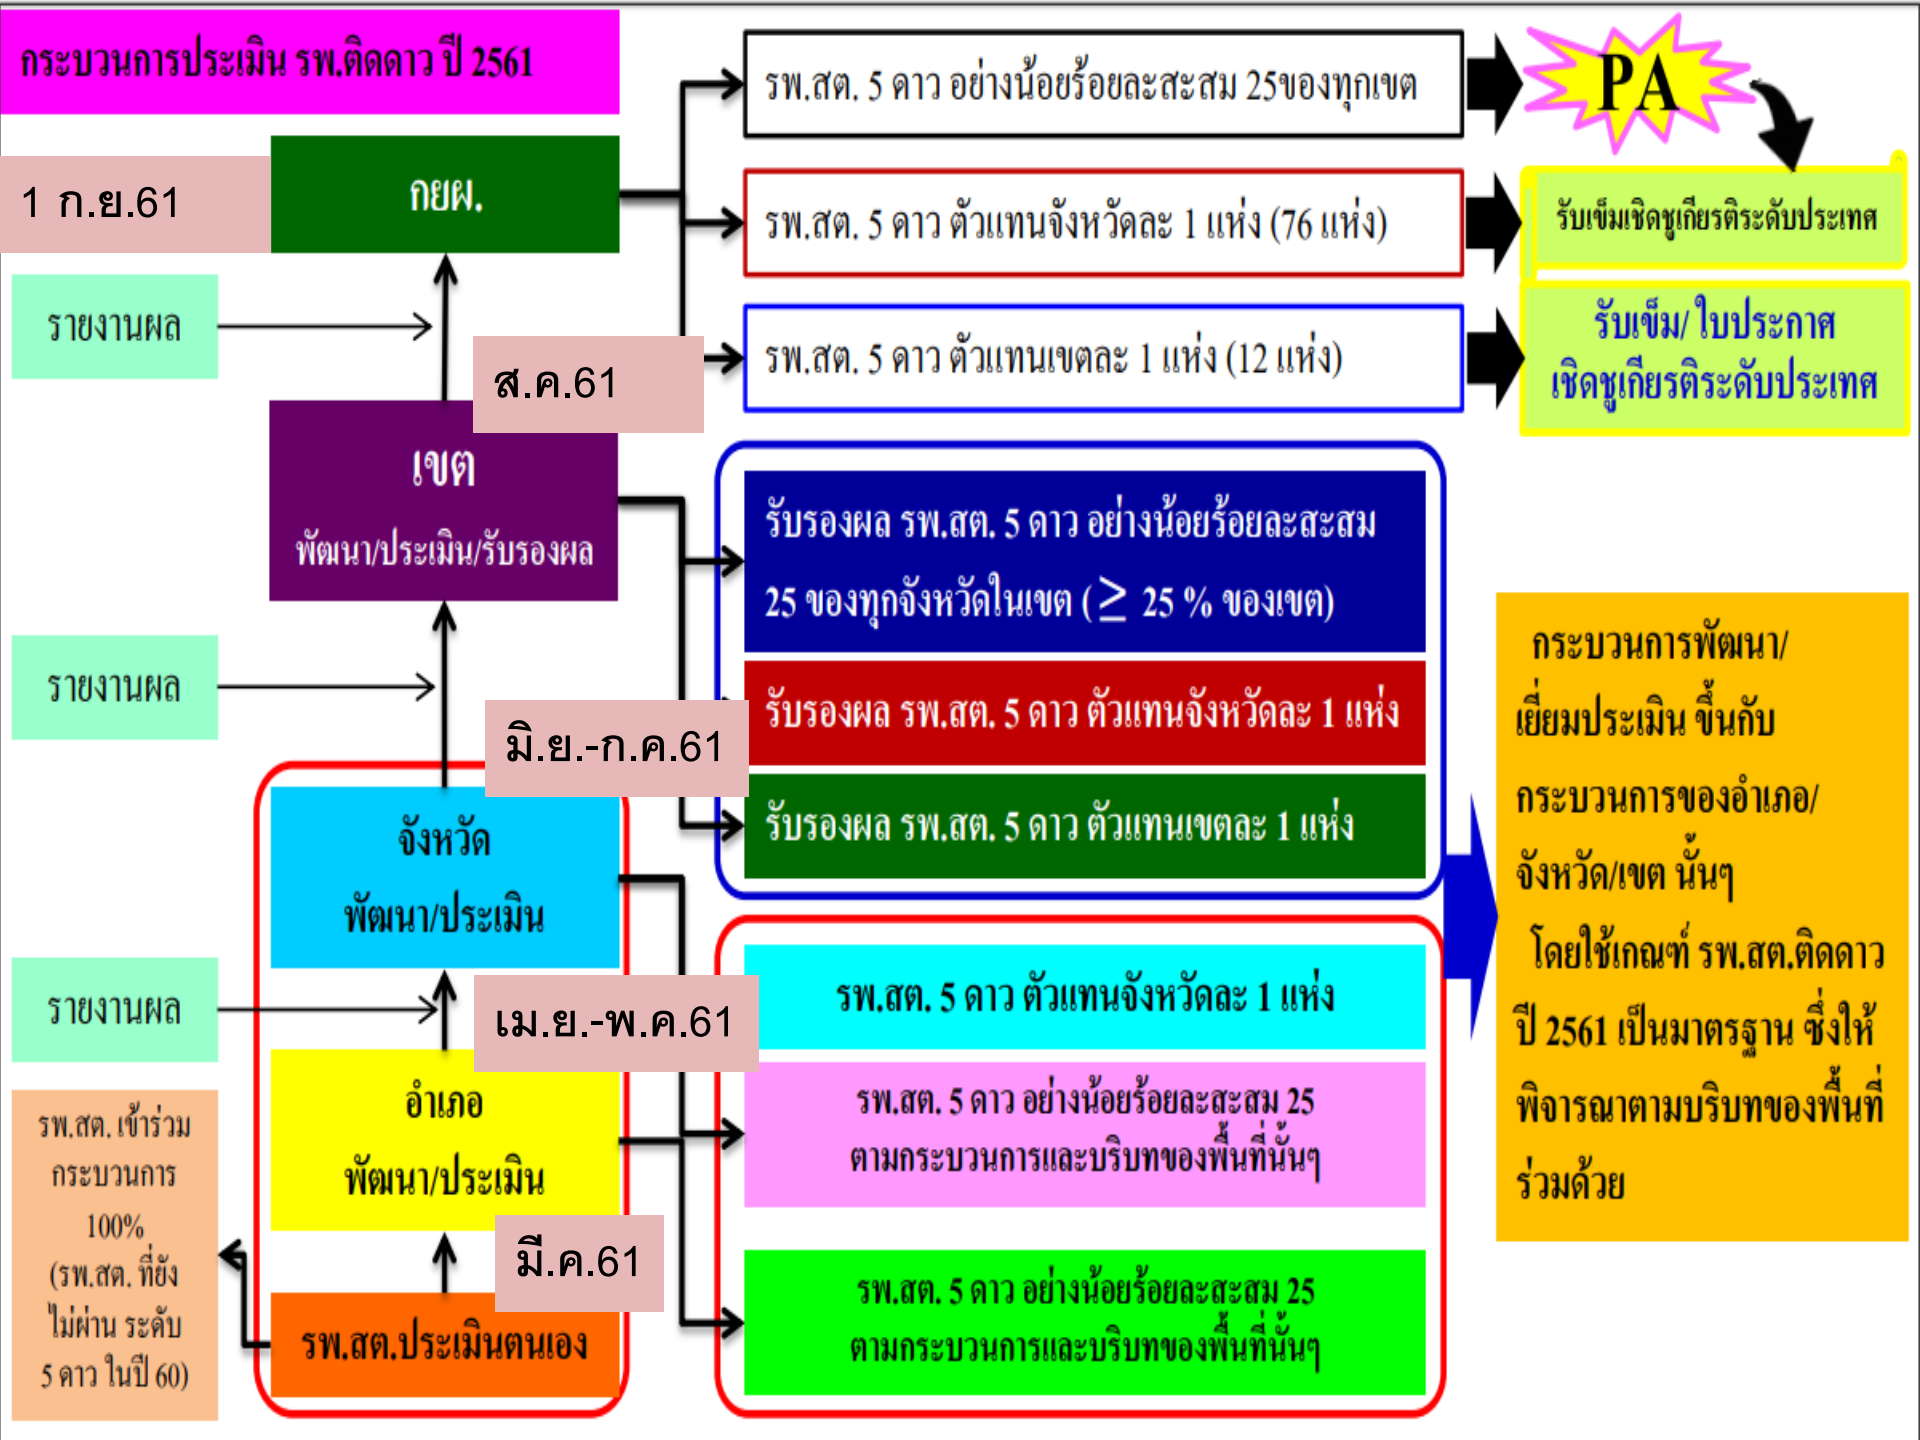 กระบวนการประเมิน รพ.ติดดาว ปี 2561
1 ก.ย.61
กยผ.
รายงานผล
ส.ค.61
เขต
พัฒนา/ประเมิน/รับรองผล
รายงานผล
มิ.ย.-ก.ค.61
จังหวัด
พัฒนา/ประเมิน
รายงานผล
เม.ย.-พ.ค.61
อำเภอ
พัฒนา/ประเมิน
มี.ค.61
รพ.สต.ประเมินตนเอง
รพ.สต. เข้าร่วม
กระบวนการ
100%
(รพ.สต. ที่ยัง
ไม่ผ่าน ระดับ
5 ดาว ในปี 60)
รพ.สต. 5 ดาว อย่างน้อยร้อยละสะสม 25ของทุกเขต
PA
รพ.สต. 5 ดาว ตัวแทนจังหวัดละ 1 แห่ง (76 แห่ง)
รับเข็มเชิดชูเกียรติระดับประเทศ
รพ.สต. 5 ดาว ตัวแทนเขตละ 1 แห่ง (12 แห่ง)
รับเข็ม/ ใบประกาศ
เชิดชูเกียรติระดับประเทศ
รับรองผล รพ.สต. 5 ดาว อย่างน้อยร้อยละสะสม
25 ของทุกจังหวัดในเขต ( ≥ 25 % ของเขต)
รับรองผล รพ.สต. 5 ดาว ตัวแทนจังหวัดละ 1 แห่ง
รับรองผล รพ.สต. 5 ดาว ตัวแทนเขตละ 1 แห่ง
รพ.สต. 5 ดาว ตัวแทนจังหวัดละ 1 แห่ง
รพ.สต. 5 ดาว อย่างน้อยร้อยละสะสม 25
ตามกระบวนการและบริบทของพื้นที่นั้นๆ
รพ.สต. 5 ดาว อย่างน้อยร้อยละสะสม 25
ตามกระบวนการและบริบทของพื้นที่นั้นๆ
กระบวนการพัฒนา/
เยี่ยมประเมิน ขึ้นกับ
กระบวนการของอำเภอ/
จังหวัด/เขต นั้นๆ
โดยใช้เกณฑ์ รพ.สต.ติดดาว
ปี 2561 เป็นมาตรฐาน ซึ่งให้
พิจารณาตามบริบทของพื้นที่
ร่วมด้วย